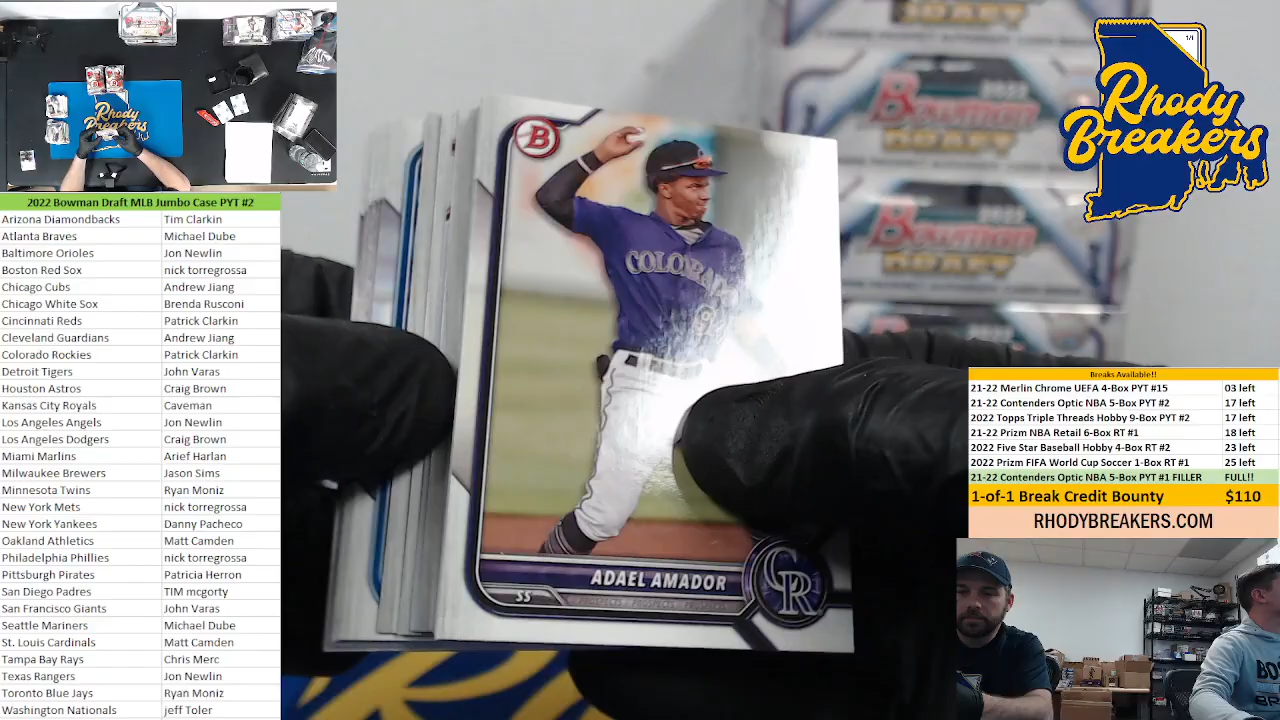 2022 Bowman Draft MLB Jumbo Case PYT #2
Arizona Diamondbacks Tim Clarkin
Atlanta Braves Michael Dube
Baltimore Orioles Jon Newlin
Boston Red Sox nick torregrossa
Chicago Cubs Andrew Jiang
Chicago White Sox Brenda Rusconi
Cincinnati Reds Patrick Clarkin
Cleveland Guardians Andrew Jiang
Colorado Rockies Patrick Clarkin
Detroit Tigers John Varas
Houston Astros Craig Brown
Kansas City Royals Caveman
Los Angeles Angels Jon Newlin
Los Angeles Dodgers Craig Brown
Miami Marlins Arief Harlan
Milwaukee Brewers Jason Sims
Minnesota Twins Ryan Moniz
New York Mets nick torregrossa
New York Yankees Danny Pacheco
Oakland Athletics Matt Camden
Philadelphia Phillies nick torregrossa
Pittsburgh Pirates Patricia Herron
San Diego Padres TIM mcgorty
San Francisco Giants John Varas
Seattle Mariners Michael Dube
St. Louis Cardinals Matt Camden
Tampa Bay Rays Chris Merc
Texas Rangers Jon Newlin
Toronto Blue Jays Ryan Moniz
Washington Nationals jeff Toler
Rhody
Breakers
B
COLORADO
ADAEL AMADOR
SS
CR
DRAFT
2022
Bowman
DRAFT
2022
Bowman
DRAFT
1/1
Rhody
Breakers
Breaks Available!!
21-22 Merlin Chrome UEFA 4-Box PYT #15 03 left
21-22 Contenders Optic NBA 5-Box PYT #2 17 left
2022 Topps Triple Threads Hobby 9-Box PYT #2 17 left
21-22 Prizm NBA Retail 6-Box RT #1 18 left
2022 Five Star Baseball Hobby 4-Box RT #2 23 left
2022 Prizm FIFA World Cup Soccer 1-Box RT #1 25 left
21-22 Contenders Optic NBA 5-Box PYT #1 FILLER FULL!!
1-of-1 Break Credit Bounty $110
RHODYBREAKERS.COM